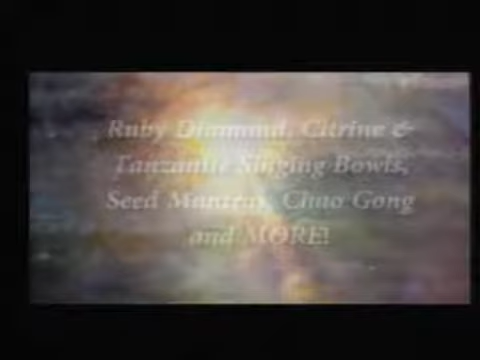 Ruby Diamond, Citrine &
Tanzanite Singing Bowls,
Seed Mantras, Chao Gong
and MORE!